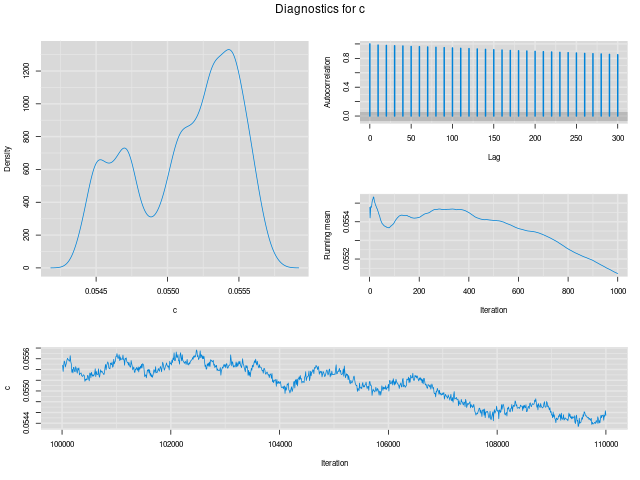 Diagnostics for c
Density
0 200 400 600 800 1000 1200
0.0545 0.0550 0.0555
c
Autocorrelation
0.0 0.4 0.8
0 50 100 150 200 250 300
Lag
Running mean
0.0552 0.0554
0 200 400 600 800 1000
Iteration
c
0.0544 0.0550 0.0556
100000 102000 104000 106000 108000 110000
Iteration